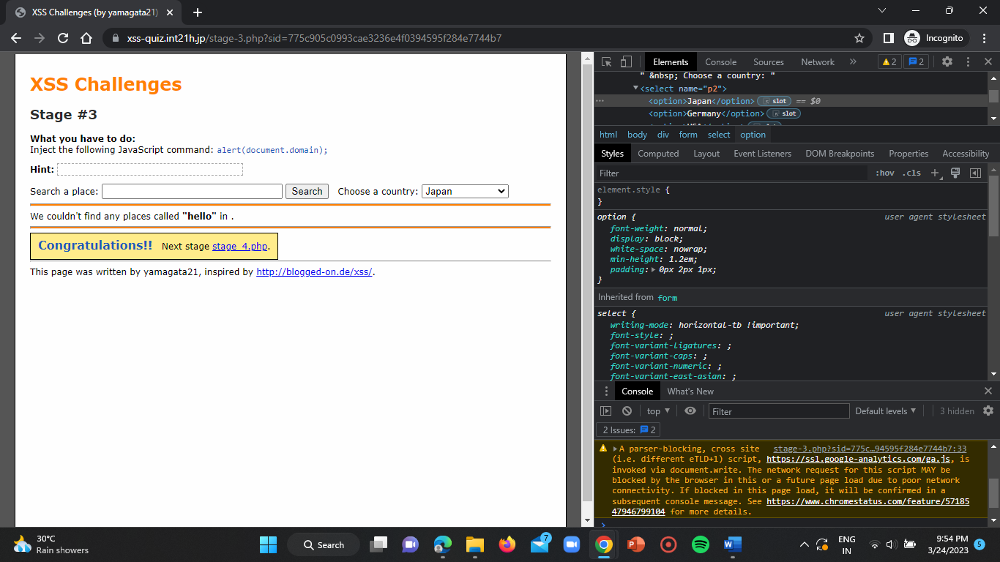 XSS Challenges (by yamagata21)
xss-quiz.int21h.jp/stage-3.php?sid=775c905c0993cae3236e4f0394595f284e7744b7
Incognito
XSS Challenges
Stage #3
What you have to do:
Inject the following JavaScript command: alert(document.domain);
Hint:
Search a place: Search Choose a country: Japan
We couldn't find any places called "hello" in .
Congratulations!! Next stage stage_4.php.
This page was written by yamagata21, inspired by http://blogged-on.de/xss/.
Elements Console Sources Network » 2 2
" &nbsp; Choose a country: "
<select name="p2">
<option>Japan</option> slot == $0
<option>Germany</option> slot
html body div form select option
Styles Computed Layout Event Listeners DOM Breakpoints Properties Accessibility
Filter :hov .cls
element.style {
}
option { user agent stylesheet
font-weight: normal;
display: block;
white-space: nowrap;
min-height: 1.2em;
padding: 0px 2px 1px;
}
Inherited from form
select { user agent stylesheet
writing-mode: horizontal-tb !important;
font-style: ;
font-variant-ligatures: ;
font-variant-caps: ;
font-variant-numeric: ;
font-variant-east-asian: ;
Console What's New
top Filter Default levels 3 hidden
2 Issues: 2
A parser-blocking, cross site stage-3.php?sid=775c…94595f284e7744b7:33
(i.e. different eTLD+1) script, https://ssl.google-analytics.com/ga.js, is
invoked via document.write. The network request for this script MAY be
blocked by the browser in this or a future page load due to poor network
connectivity. If blocked in this page load, it will be confirmed in a
subsequent console message. See https://www.chromestatus.com/feature/57185
47946799104 for more details.
30°C
Rain showers
Search
7
ENG
IN
9:54 PM
3/24/2023
5